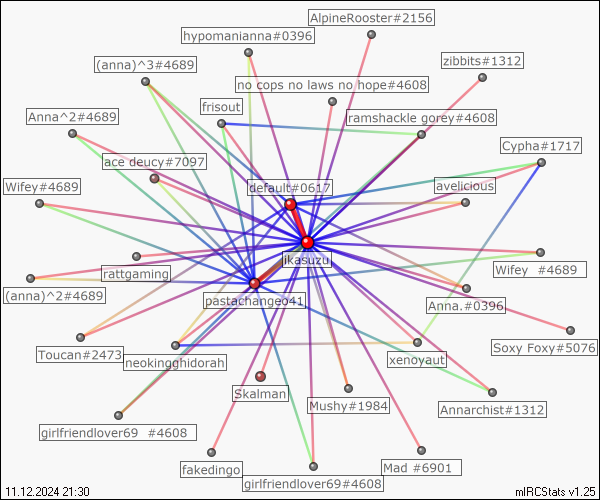 AlpineRooster#2156
hypomanianna#0396
(anna)^3#4689
zibbits#1312
no cops no laws no hope#4608
frisout
ramshackle gorey#4608
Anna^2#4689
Cypha#1717
ace deucy#7097
default#0617
avelicious
Wifey#4689
jkasuzu
Wifey #4689
rattgaming
(anna)^2#4689
pastachangeo41
Anna.#0396
Toucan#2473
neokingghidorah
xenoyaut
Soxy Foxy#5076
Skalman
Mushy#1984
Annarchist#1312
girlfriendlover69 #4608
fakedingo
girlfriendlover69#4608
Mad #6901
11.12.2024 21:30
mIRCStats v1.25